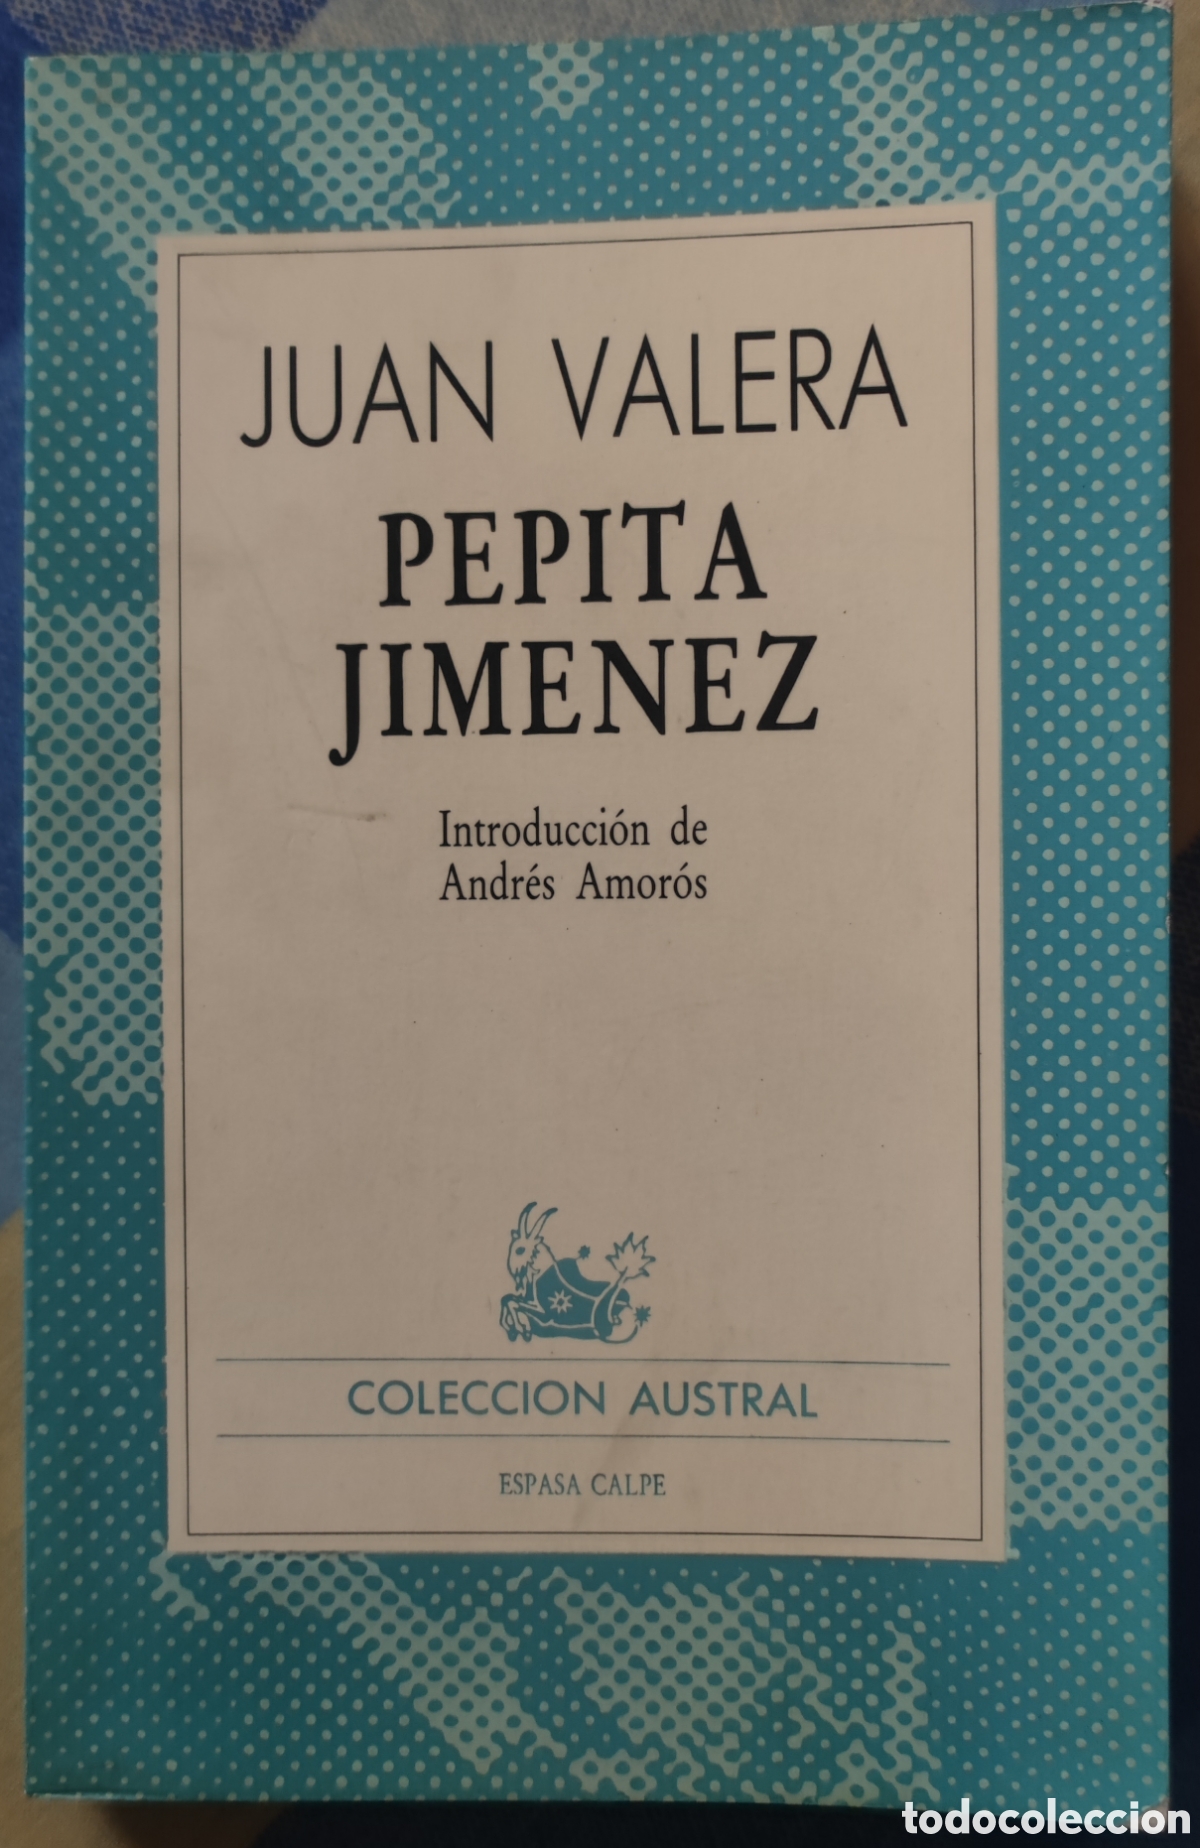 JUAN VALERA
PEPITA
JIMENEZ
Introducción de
Andrés Amorós
COLECCION AUSTRAL
ESPASA CALPE
todocoleccion